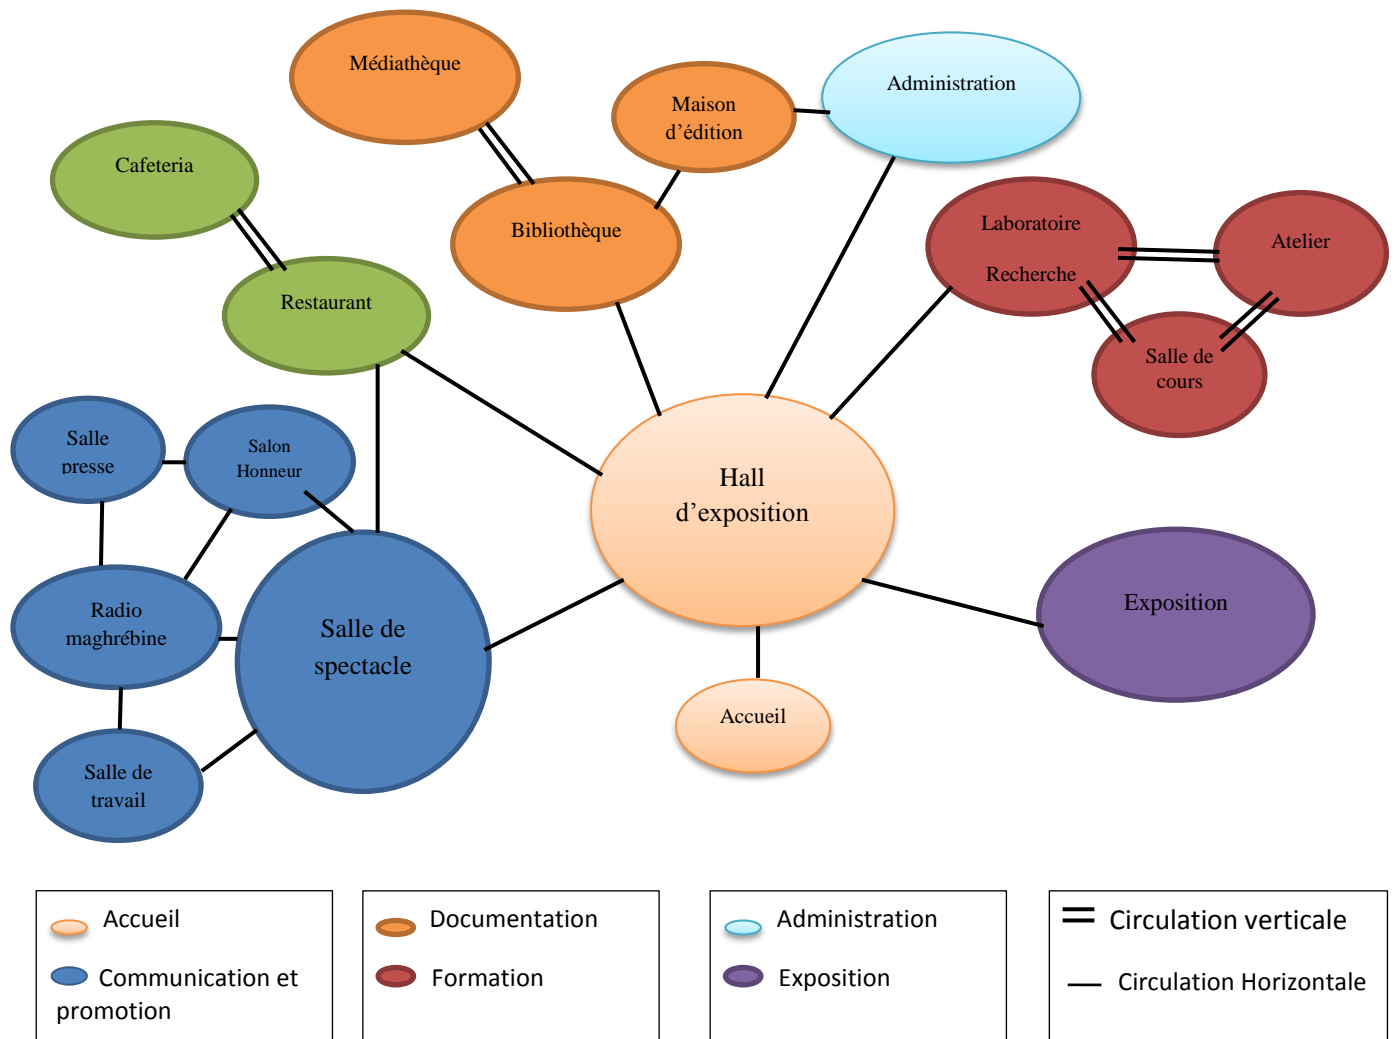 Médiathèque
Administration
Maison
d’édition
Cafeteria
Bibliothèque
Laboratoire
Recherche
Atelier
Restaurant
Salle de
cours
Salle
presse
Salon
Honneur
Hall
d’exposition
Radio
maghrébine
Salle de
spectacle
Exposition
Accueil
Salle de
travail
Accueil
Communication et
promotion
Documentation
Formation
Administration
Exposition
Circulation verticale
Circulation Horizontale